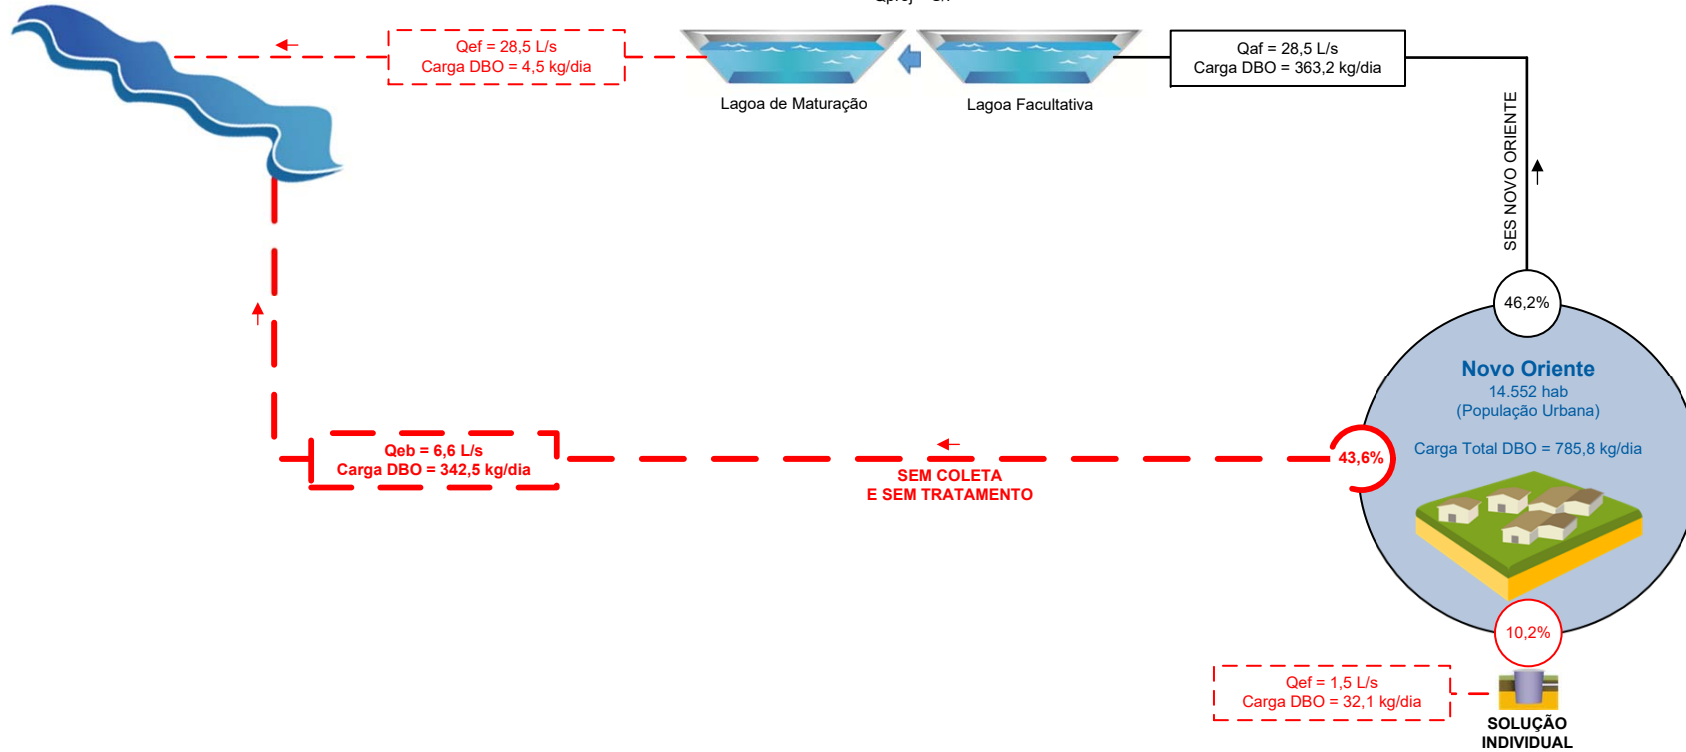 Qef = 28,5 L/s
Carga DBO = 4,5 kg/dia
Lagoa de Maturação
Lagoa Facultativa
Qaf = 28,5 L/s
Carga DBO = 363,2 kg/dia
SES NOVO ORIENTE
46,2%
Novo Oriente
14.552 hab
(População Urbana)
Carga Total DBO = 785,8 kg/dia
43,6%
SEM COLETA
E SEM TRATAMENTO
Qeb = 6,6 L/s
Carga DBO = 342,5 kg/dia
10,2%
Qef = 1,5 L/s
Carga DBO = 32,1 kg/dia
SOLUÇÃO
INDIVIDUAL